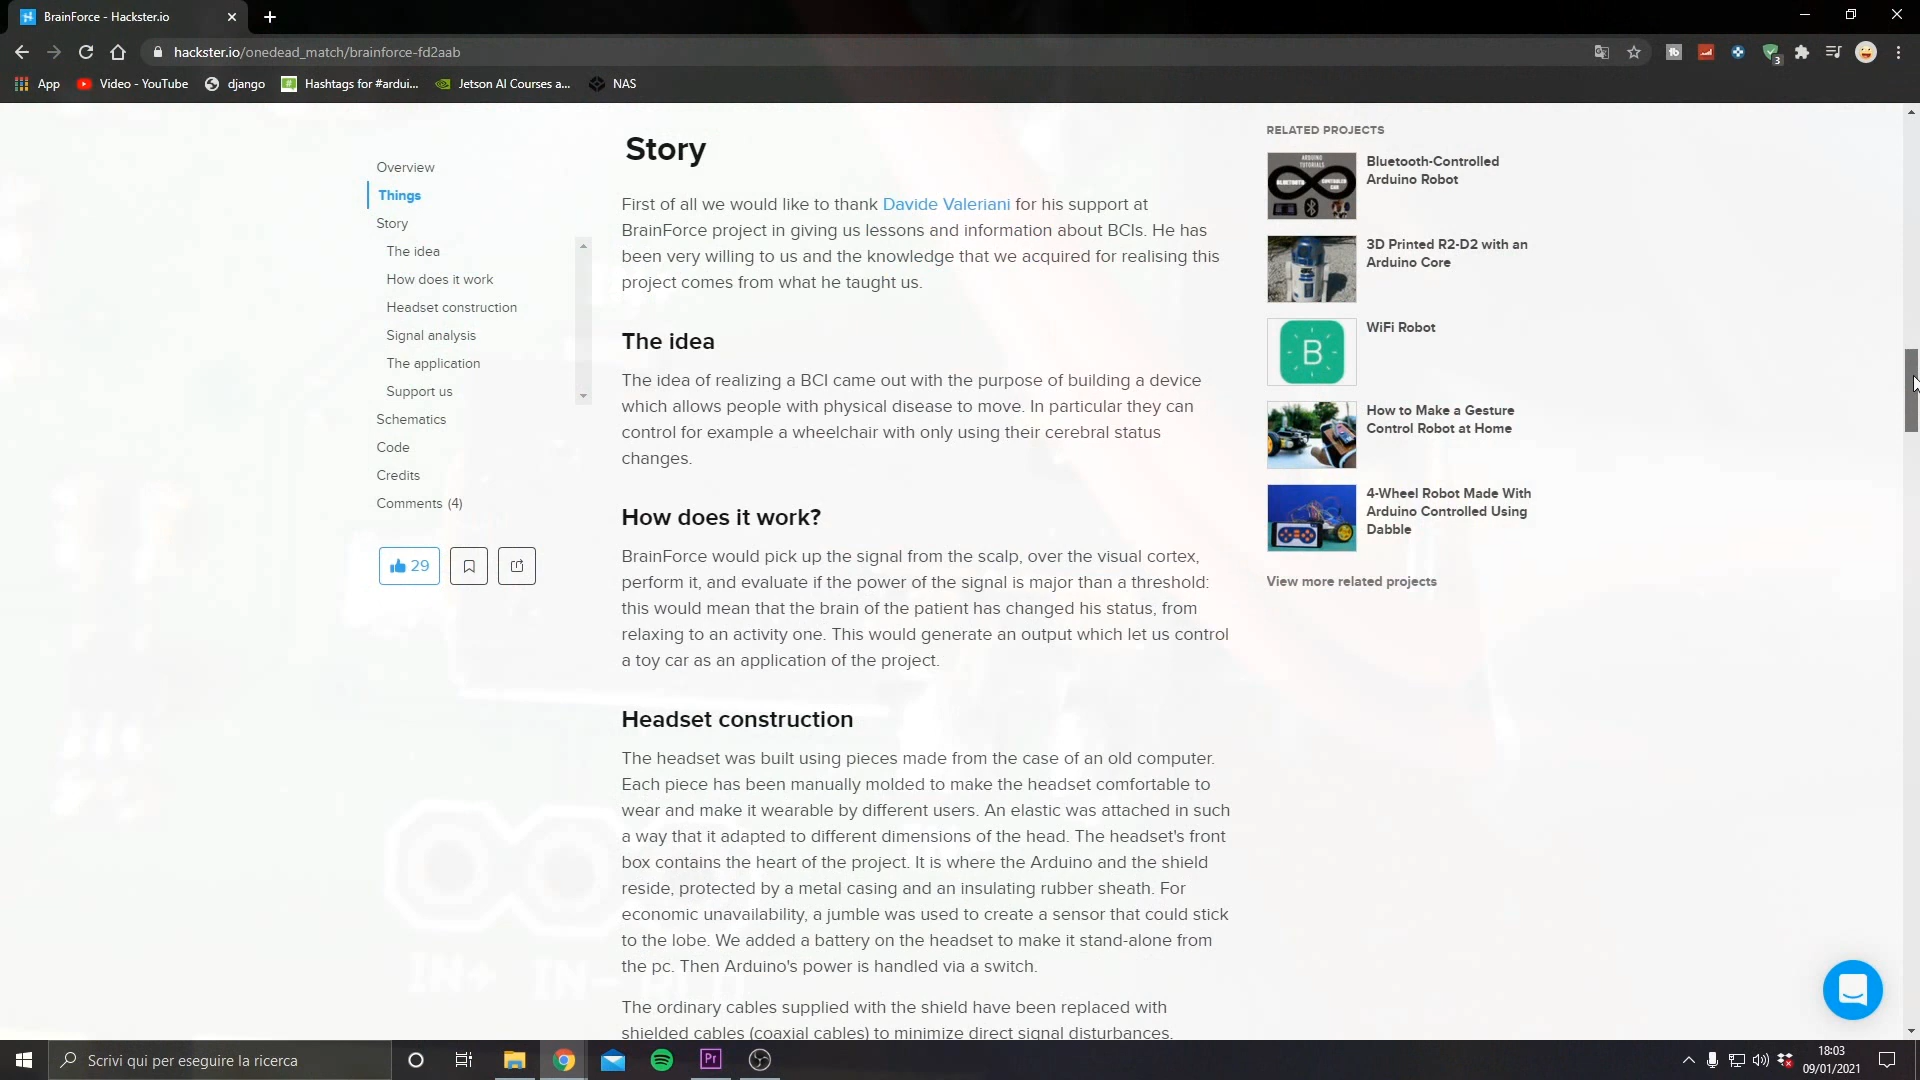 BrainForce - Hackster.io
hackster.io/onedead_match/brainforce-fd2aab
3
App
Video - YouTube
django
Hashtags for #ardui...
Jetson AI Courses a...
NAS
Overview
Things
Story
The idea
How does it work
Headset construction
Signal analysis
The application
Support us
Schematics
Code
Credits
Comments (4)
29
Story
First of all we would like to thank Davide Valeriani for his support at
BrainForce project in giving us lessons and information about BCIs. He has
been very willing to us and the knowledge that we acquired for realising this
project comes from what he taught us.
The idea
The idea of realizing a BCI came out with the purpose of building a device
which allows people with physical disease to move. In particular they can
control for example a wheelchair with only using their cerebral status
changes.
How does it work?
BrainForce would pick up the signal from the scalp, over the visual cortex,
perform it, and evaluate if the power of the signal is major than a threshold:
this would mean that the brain of the patient has changed his status, from
relaxing to an activity one. This would generate an output which let us control
a toy car as an application of the project.
Headset construction
The headset was built using pieces made from the case of an old computer.
Each piece has been manually molded to make the headset comfortable to
wear and make it wearable by different users. An elastic was attached in such
a way that it adapted to different dimensions of the head. The headset's front
box contains the heart of the project. It is where the Arduino and the shield
reside, protected by a metal casing and an insulating rubber sheath. For
economic unavailability, a jumble was used to create a sensor that could stick
to the lobe. We added a battery on the headset to make it stand-alone from
the pc. Then Arduino's power is handled via a switch.
The ordinary cables supplied with the shield have been replaced with
shielded cables (coaxial cables) to minimize direct signal disturbances.
RELATED PROJECTS
ARDUINO
TUTORIALS
Bluetooth-Controlled
Arduino Robot
3D Printed R2-D2 with an
Arduino Core
B
WiFi Robot
How to Make a Gesture
Control Robot at Home
4-Wheel Robot Made With
Arduino Controlled Using
Dabble
View more related projects
IN+ IN-
Scrivi qui per eseguire la ricerca
Pr
18:03
09/01/2021